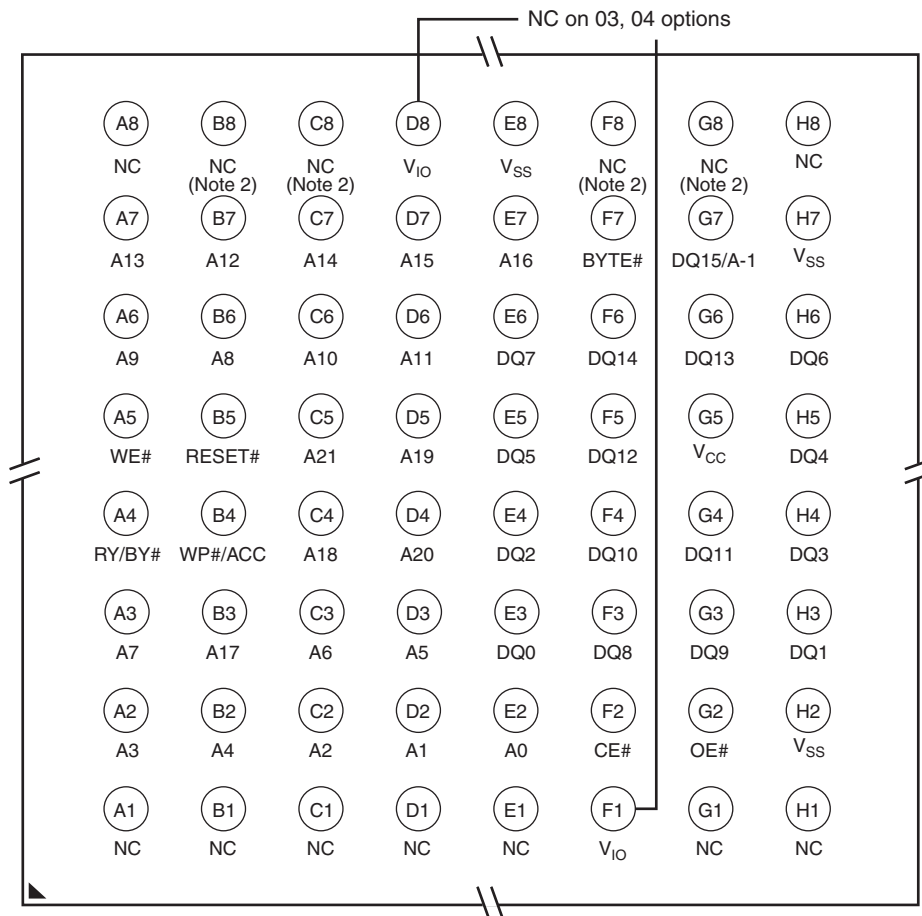 NC on 03, 04 options
A8 B8 C8 D8 E8 F8 G8 H8
NC NC NC VIO VSS NC NC NC
(Note 2) (Note 2) (Note 2) (Note 2)
A7 B7 C7 D7 E7 F7 G7 H7
A13 A12 A14 A15 A16 BYTE# DQ15/A-1 VSS
A6 B6 C6 D6 E6 F6 G6 H6
A9 A8 A10 A11 DQ7 DQ14 DQ13 DQ6
A5 B5 C5 D5 E5 F5 G5 H5
WE# RESET# A21 A19 DQ5 DQ12 VCC DQ4
A4 B4 C4 D4 E4 F4 G4 H4
RY/BY# WP#/ACC A18 A20 DQ2 DQ10 DQ11 DQ3
A3 B3 C3 D3 E3 F3 G3 H3
A7 A17 A6 A5 DQ0 DQ8 DQ9 DQ1
A2 B2 C2 D2 E2 F2 G2 H2
A3 A4 A2 A1 A0 CE# OE# VSS
A1 B1 C1 D1 E1 F1 G1 H1
NC NC NC NC NC VIO NC NC